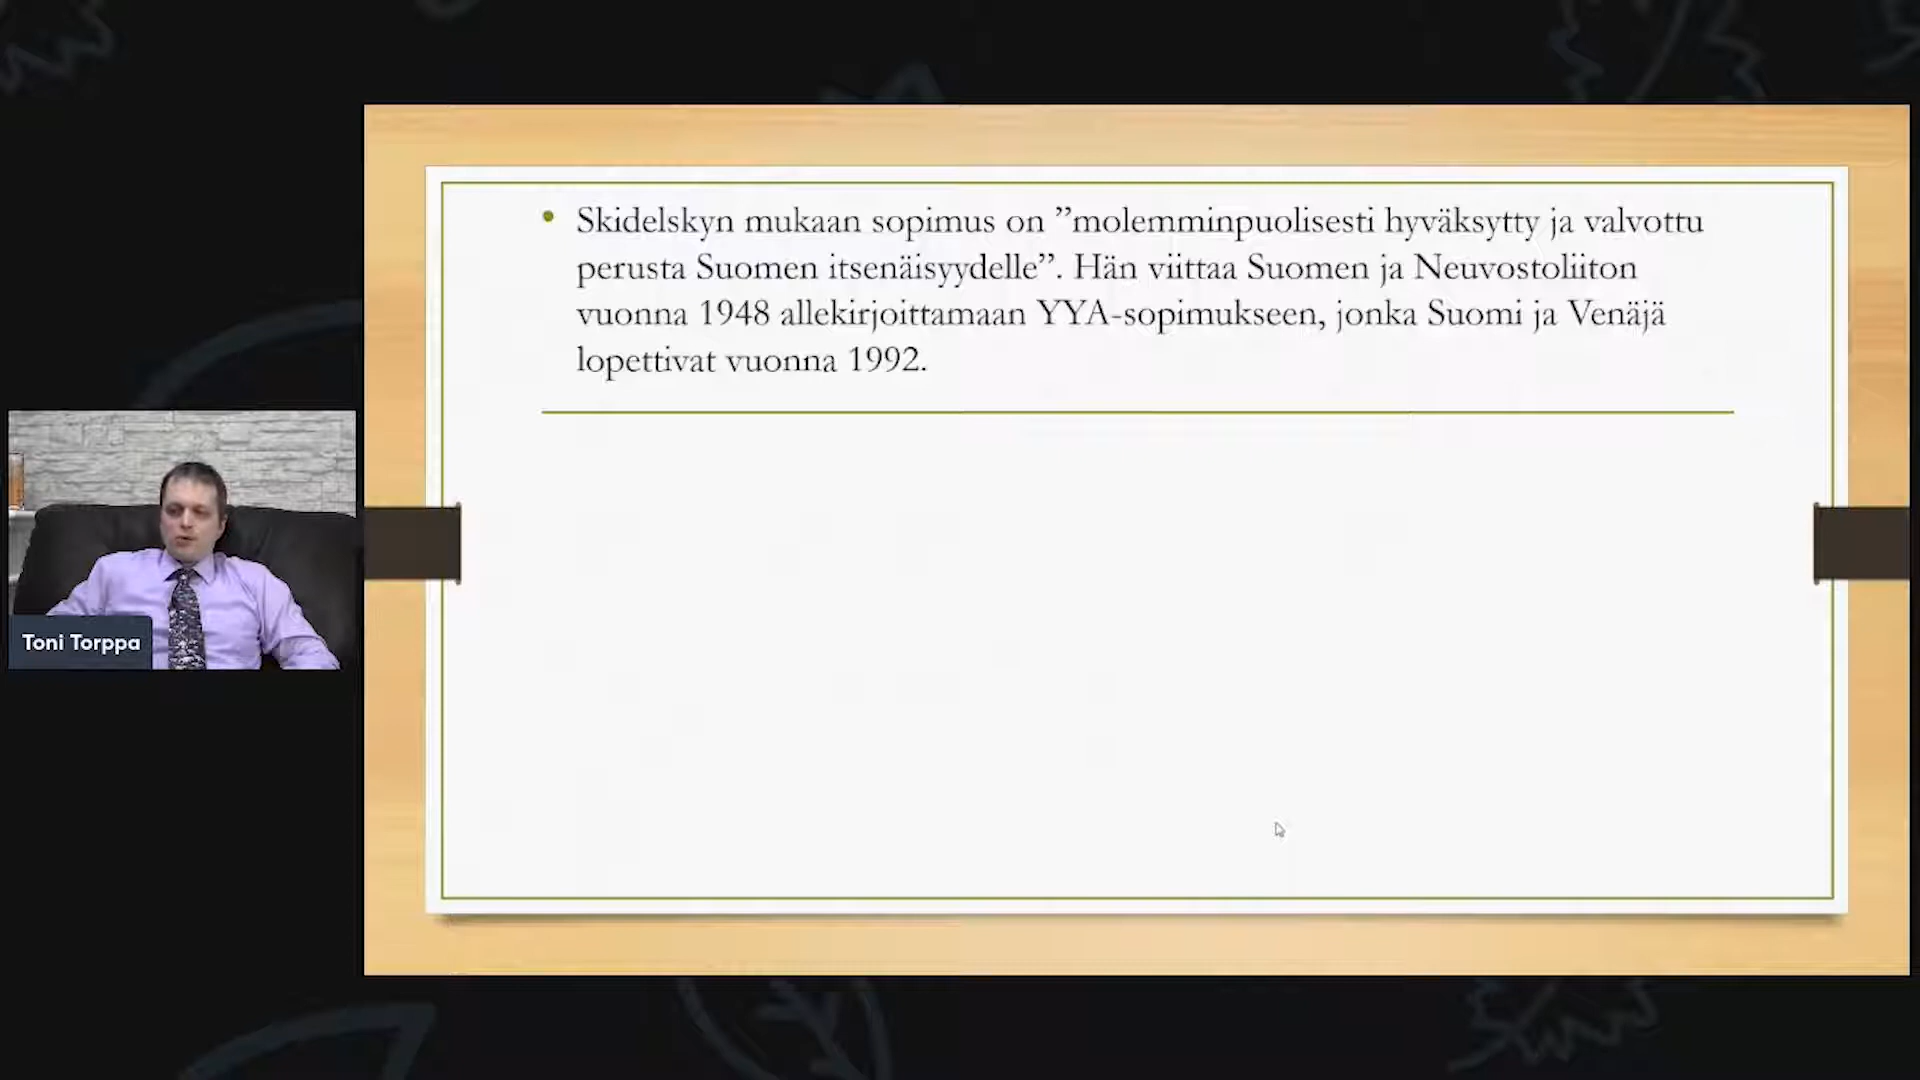 Skidelskyn mukaan sopimus on ”molemminpuolisesti hyväksytty ja valvottu
perusta Suomen itsenäisyydelle”. Hän viittaa Suomen ja Neuvostoliiton
vuonna 1948 allekirjoittamaan YYA-sopimukseen, jonka Suomi ja Venäjä
lopettivat vuonna 1992.
Toni Torppa